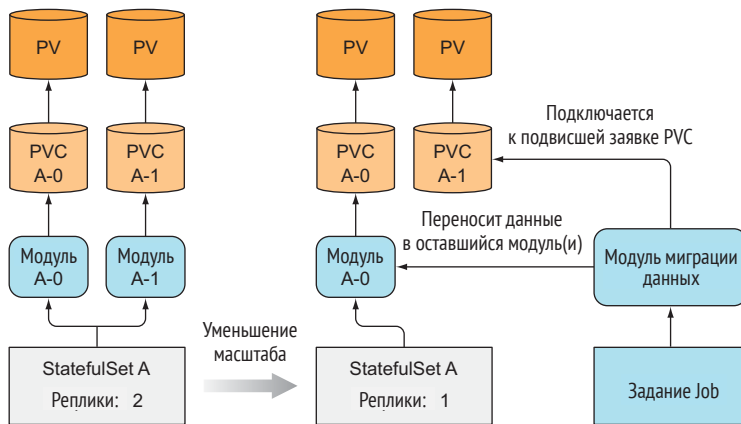 PV
PV
PVC
A-0
PVC
A-1
Модуль
A-0
Модуль
A-1
StatefulSet A
Реплики: 2
Уменьшение
масштаба
PV
PV
PVC
A-0
PVC
A-1
Подключается
к подвисшей заявке PVC
Переносит данные
в оставшийся модуль(и)
Модуль
A-0
Модуль миграции
данных
StatefulSet A
Реплики: 1
Задание Job